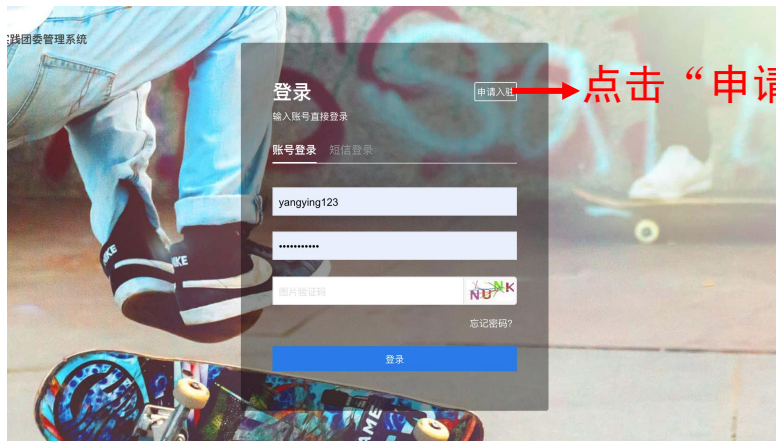 实践团委管理系统
登录
申请入驻
点击“申请
输入账号直接登录
账号登录 短信登录
yangying123
•••••••••••
图片验证码
忘记密码?
登录